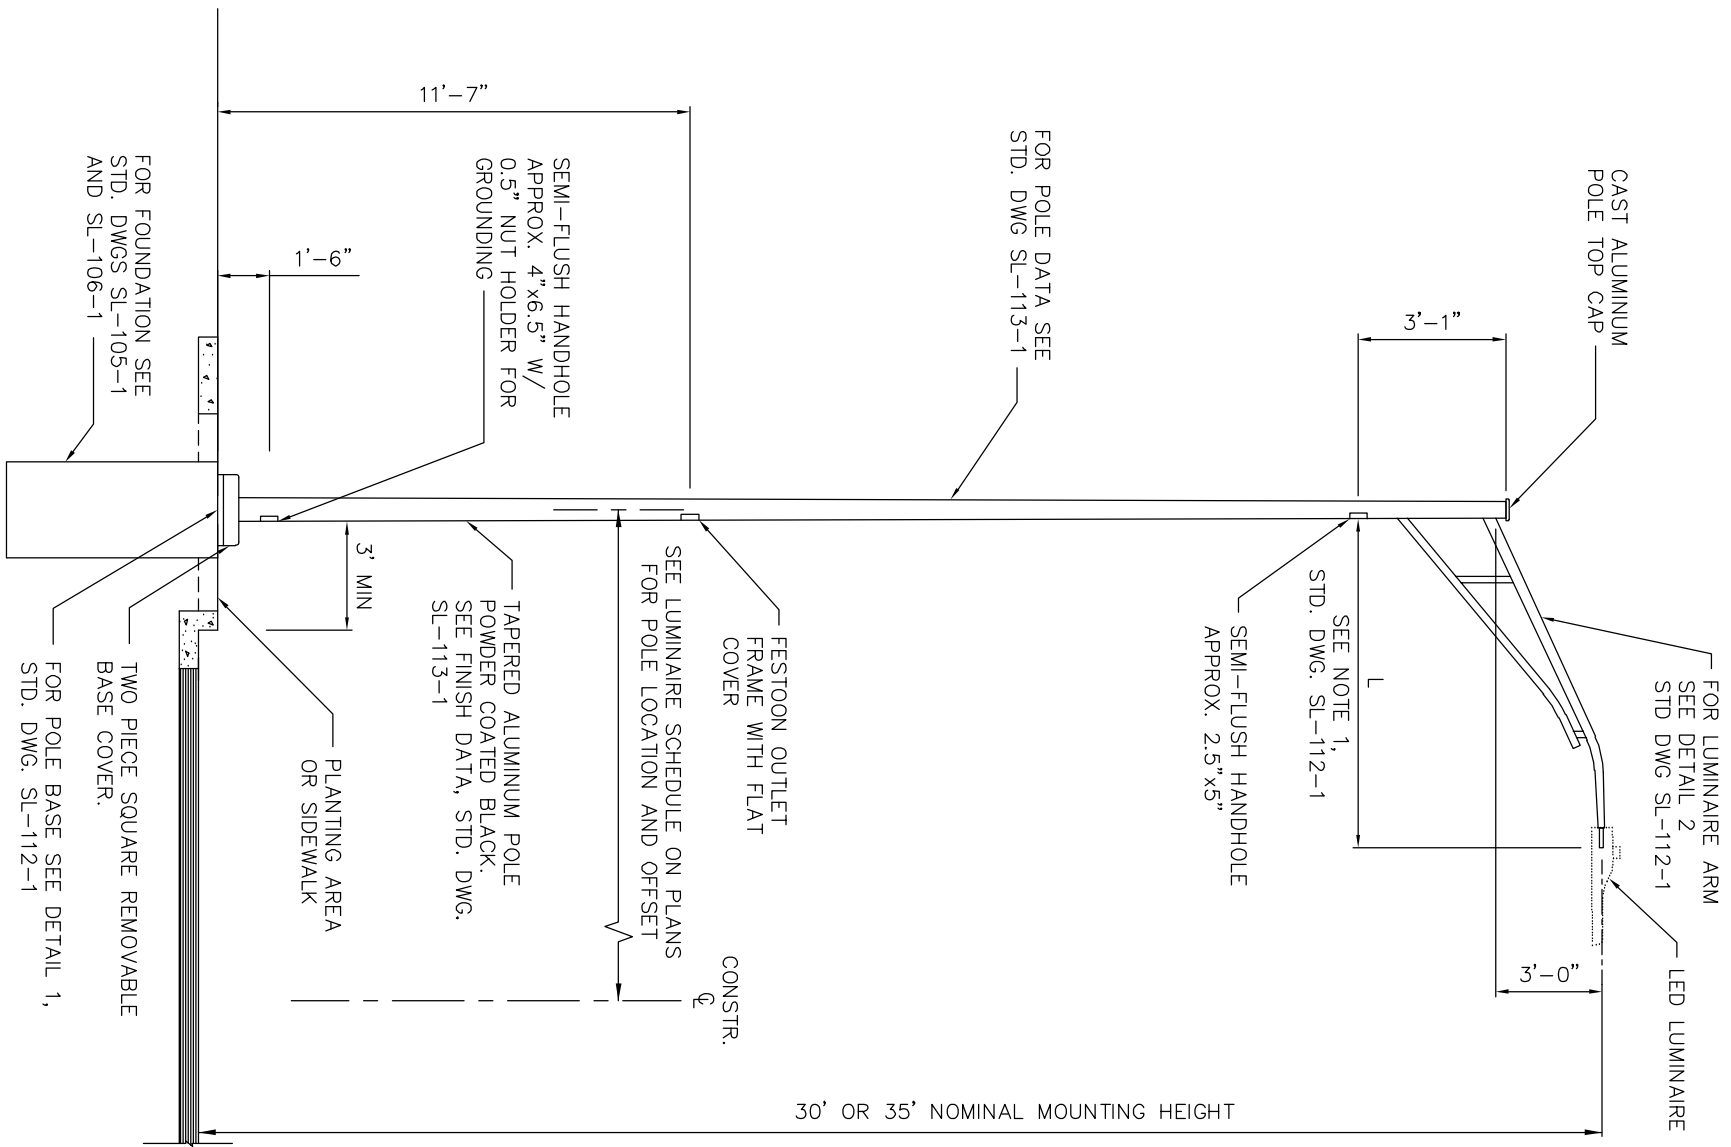 CAST ALUMINUM
POLE TOP CAP
FOR LUMINAIRE ARM
SEE DETAIL 2
STD DWG SL-112-1
LED LUMINAIRE
3'-1"
3'-0"
SEE NOTE 1,
STD. DWG. SL-112-1
L
SEMI-FLUSH HANDHOLE
APPROX. 2.5"x5"
FOR POLE DATA SEE
STD. DWG SL-113-1
30' OR 35' NOMINAL MOUNTING HEIGHT
11'-7"
FESTOON OUTLET
FRAME WITH FLAT
COVER
CONSTR.
CL
SEE LUMINAIRE SCHEDULE ON PLANS
FOR POLE LOCATION AND OFFSET
SEMI-FLUSH HANDHOLE
APPROX. 4"x6.5" W/
0.5" NUT HOLDER FOR
GROUNDING
TAPERED ALUMINUM POLE
POWDER COATED BLACK.
SEE FINISH DATA, STD. DWG.
SL-113-1
1'-6"
3' MIN
PLANTING AREA
OR SIDEWALK
FOR FOUNDATION SEE
STD. DWGS SL-105-1
AND SL-106-1
TWO PIECE SQUARE REMOVABLE
BASE COVER.
FOR POLE BASE SEE DETAIL 1,
STD. DWG. SL-112-1